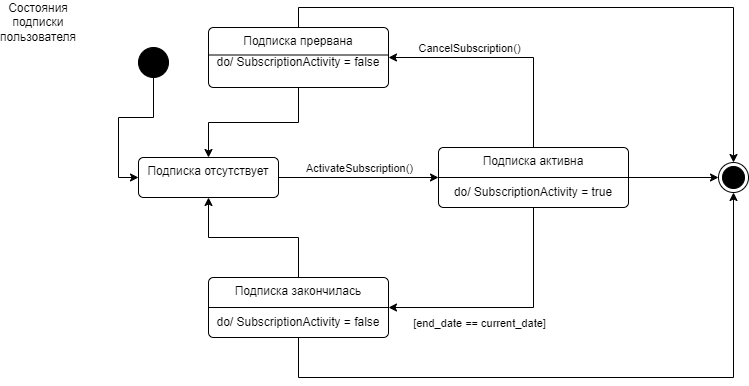 Состояния
подписки
пользователя
Подписка прервана
do/ SubscriptionActivity = false
CancelSubscription()
Подписка отсутствует
ActivateSubscription()
Подписка активна
do/ SubscriptionActivity = true
Подписка закончилась
do/ SubscriptionActivity = false
[end_date == current_date]